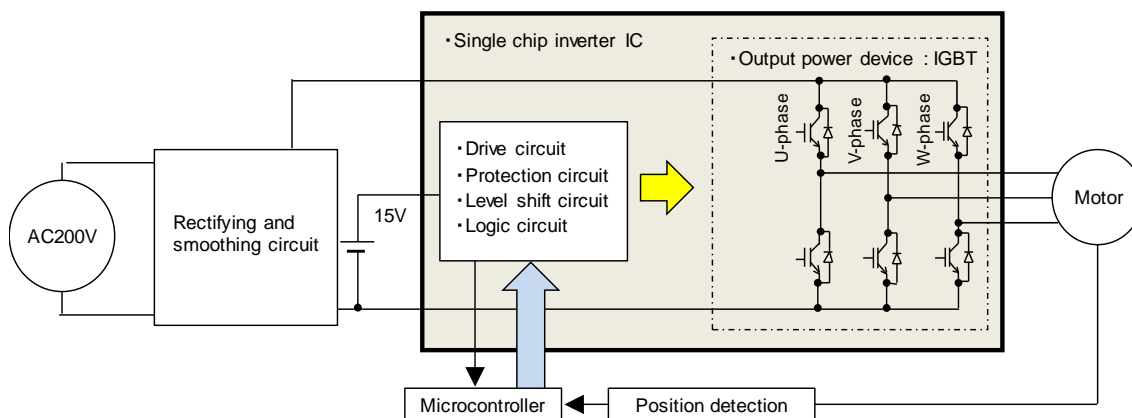 ・Single chip inverter IC
・Output power device : IGBT
U-phase
V-phase
W-phase
・Drive circuit
・Protection circuit
・Level shift circuit
・Logic circuit
15V
AC200V
Rectifying and
smoothing circuit
Motor
Microcontroller
Position detection